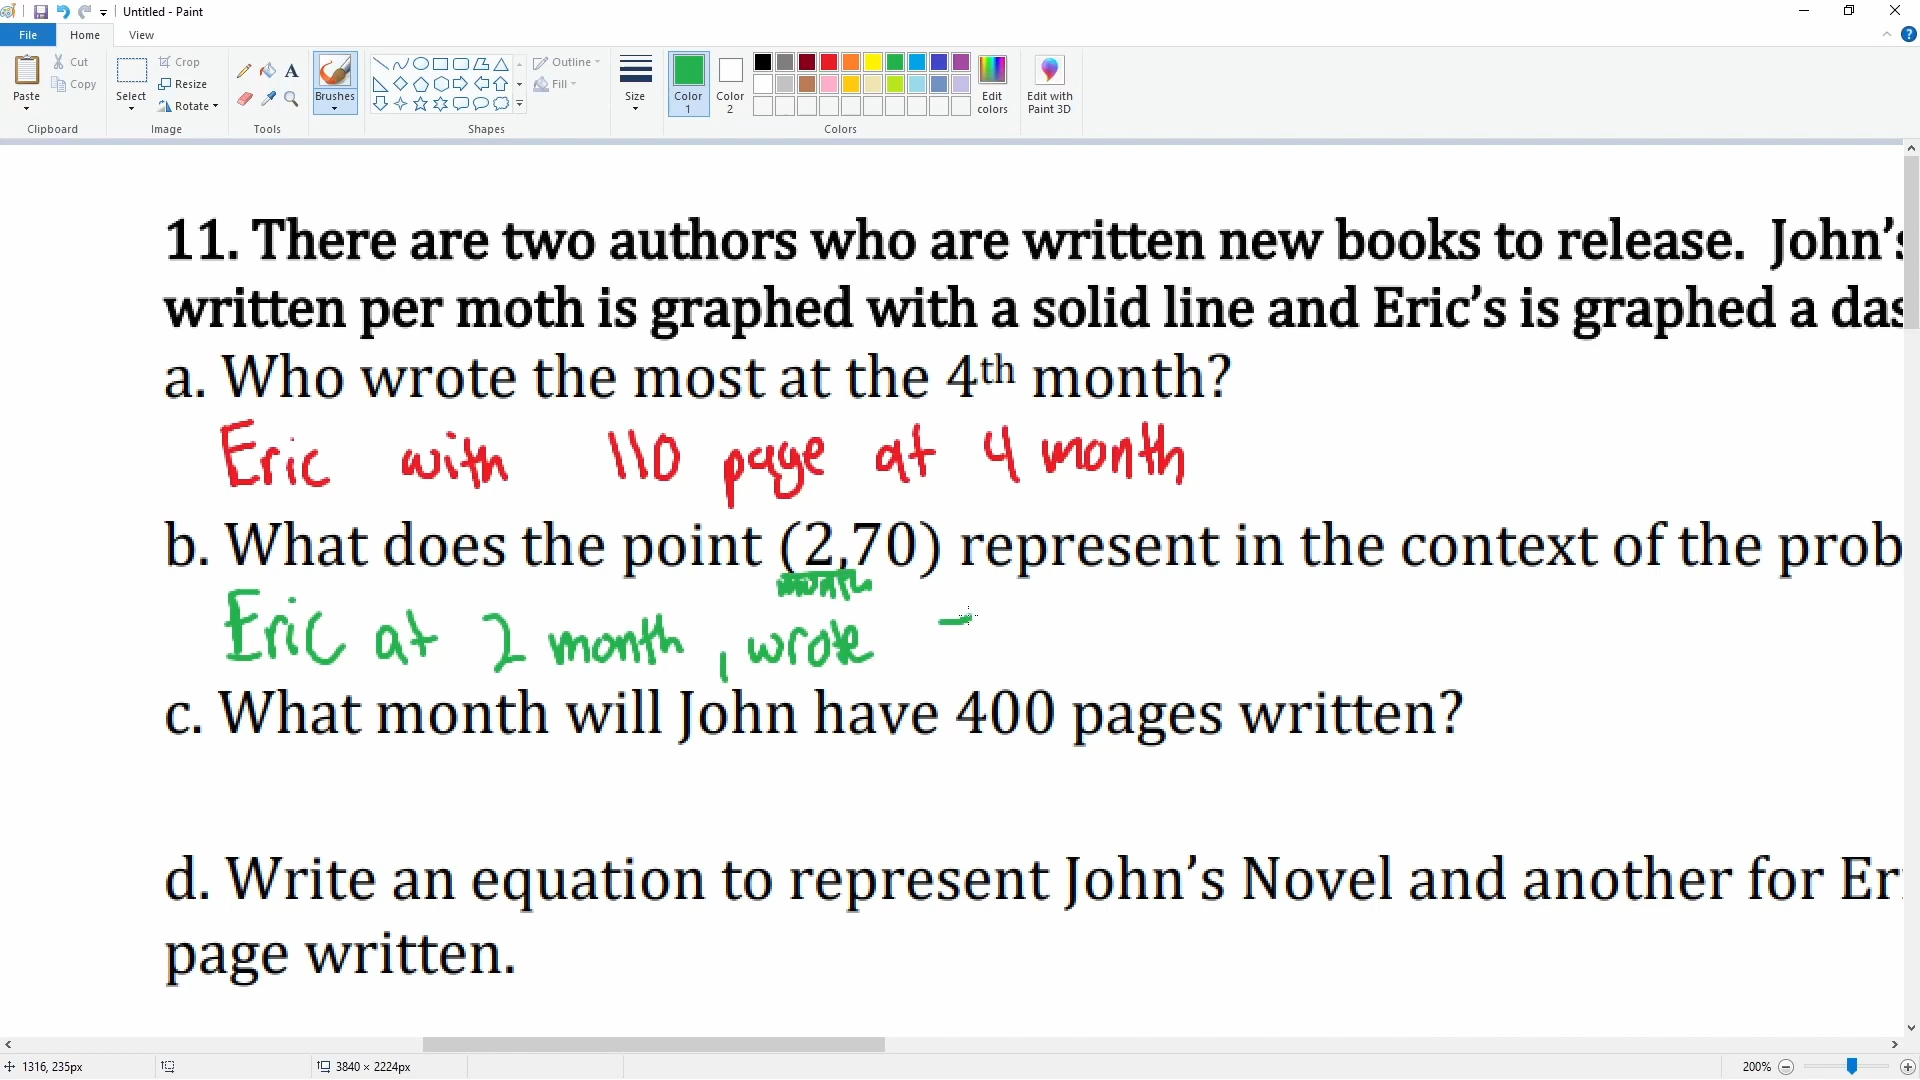 Untitled - Paint
File Home View
Paste Cut Copy Clipboard
Select Crop Resize Rotate Image
Tools
Brushes
Shapes Outline Fill
Size
Color 1 Color 2 Edit colors Colors
Edit with Paint 3D
11. There are two authors who are written new books to release. John's
written per moth is graphed with a solid line and Eric's is graphed a das
a. Who wrote the most at the 4th month?
Eric with 110 page at 4 month
b. What does the point (2,70) represent in the context of the prob
month
Eric at 2 month, wrote
c. What month will John have 400 pages written?
d. Write an equation to represent John's Novel and another for Er
page written.
1316, 235px 3840 × 2224px 200%